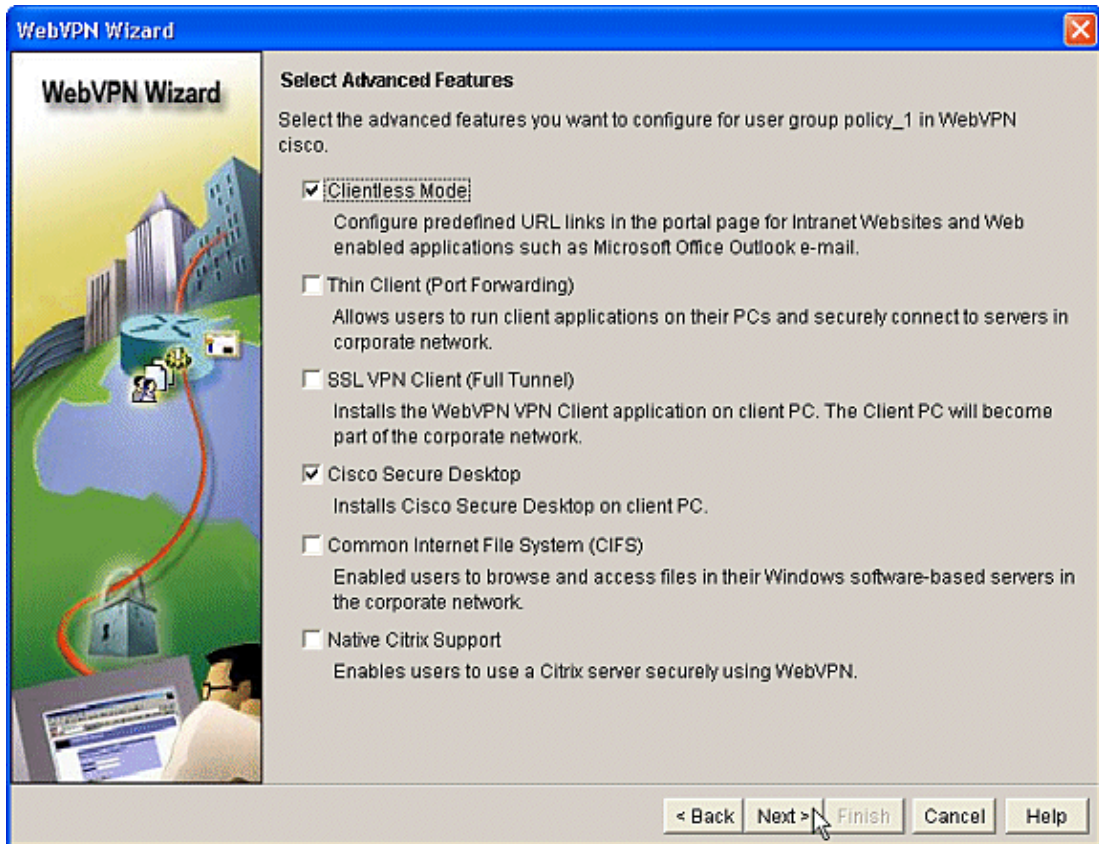 WebVPN Wizard
WebVPN Wizard
Select Advanced Features
Select the advanced features you want to configure for user group policy_1 in WebVPN
cisco.
Clientless Mode
Configure predefined URL links in the portal page for Intranet Websites and Web
enabled applications such as Microsoft Office Outlook e-mail.
Thin Client (Port Forwarding)
Allows users to run client applications on their PCs and securely connect to servers in
corporate network.
SSL VPN Client (Full Tunnel)
Installs the WebVPN VPN Client application on client PC. The Client PC will become
part of the corporate network.
Cisco Secure Desktop
Installs Cisco Secure Desktop on client PC.
Common Internet File System (CIFS)
Enabled users to browse and access files in their Windows software-based servers in
the corporate network.
Native Citrix Support
Enables users to use a Citrix server securely using WebVPN.
< Back Next > Finish Cancel Help